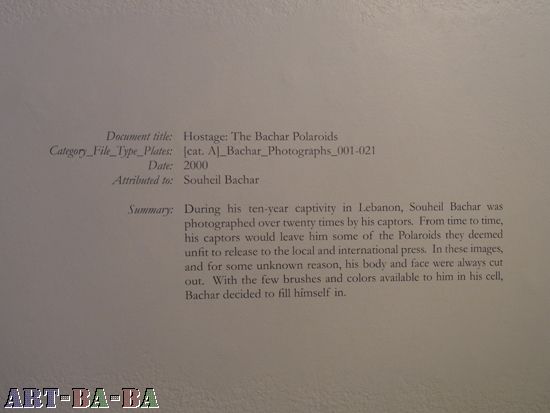 Document title: Hostage: The Bachar Polaroids
Category_File_Type_Plates: [cat. A]_Bachar_Photographs_001-021
Date: 2000
Attributed to: Souheil Bachar
Summary: During his ten-year captivity in Lebanon, Souheil Bachar was
photographed over twenty times by his captors. From time to time,
his captors would leave him some of the Polaroids they deemed
unfit to release to the local and international press. In these images,
and for some unknown reason, his body and face were always cut
out. With the few brushes and colors available to him in his cell,
Bachar decided to fill himself in.
ART-BA-BA